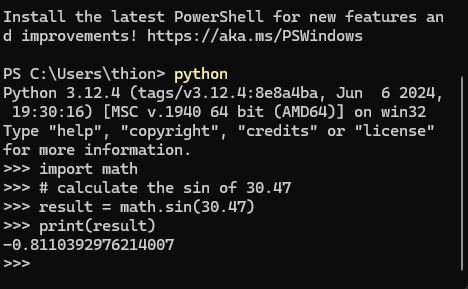 Install the latest PowerShell for new features an
d improvements! https://aka.ms/PSWindows
PS C:\Users\thion> python
Python 3.12.4 (tags/v3.12.4:8e8a4ba, Jun  6 2024,
 19:30:16) [MSC v.1940 64 bit (AMD64)] on win32
Type "help", "copyright", "credits" or "license"
for more information.
>>> import math
>>> # calculate the sin of 30.47
>>> result = math.sin(30.47)
>>> print(result)
-0.8110392976214007
>>>